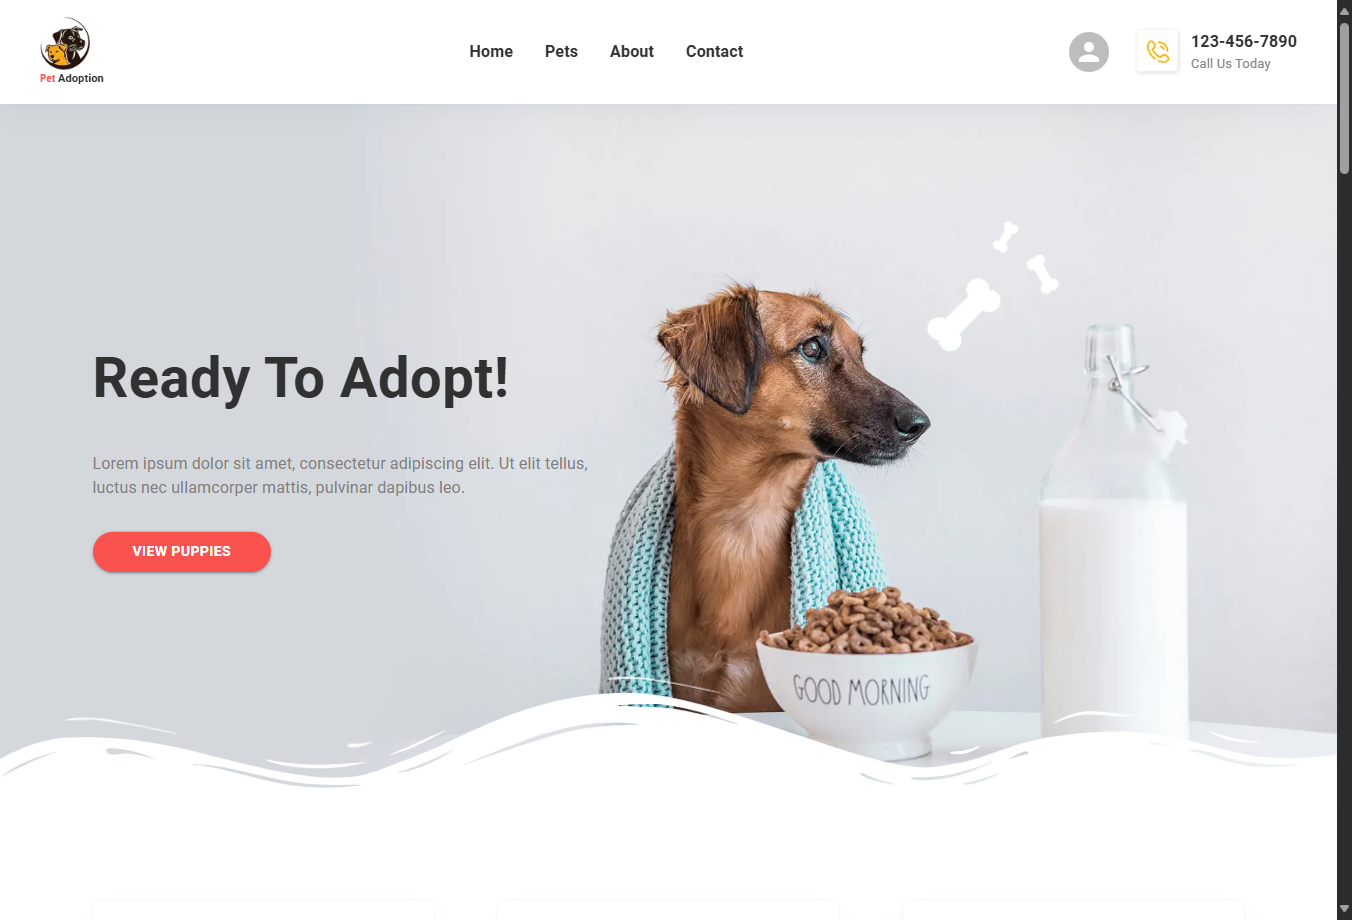 Pet Adoption
Home
Pets
About
Contact
123-456-7890
Call Us Today
Ready To Adopt!
Lorem ipsum dolor sit amet, consectetur adipiscing elit. Ut elit tellus,
luctus nec ullamcorper mattis, pulvinar dapibus leo.
VIEW PUPPIES
GOOD MORNING